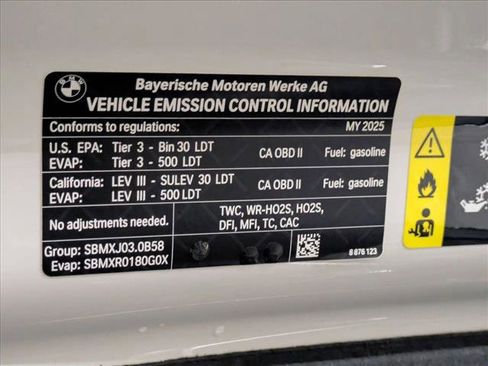 BMW
Bayerische Motoren Werke AG
VEHICLE EMISSION CONTROL INFORMATION
Conforms to regulations: MY 2025
U.S. EPA: Tier 3 - Bin 30 LDT CA OBD II Fuel: gasoline
EVAP: Tier 3 - 500 LDT
California: LEV III - SULEV 30 LDT CA OBD II Fuel: gasoline
EVAP: LEV III - 500 LDT
No adjustments needed. TWC, WR-HO2S, HO2S,
DFI, MFI, TC, CAC
Group: SBMXJ03.0B58
Evap: SBMXR0180G0X
8 876 123